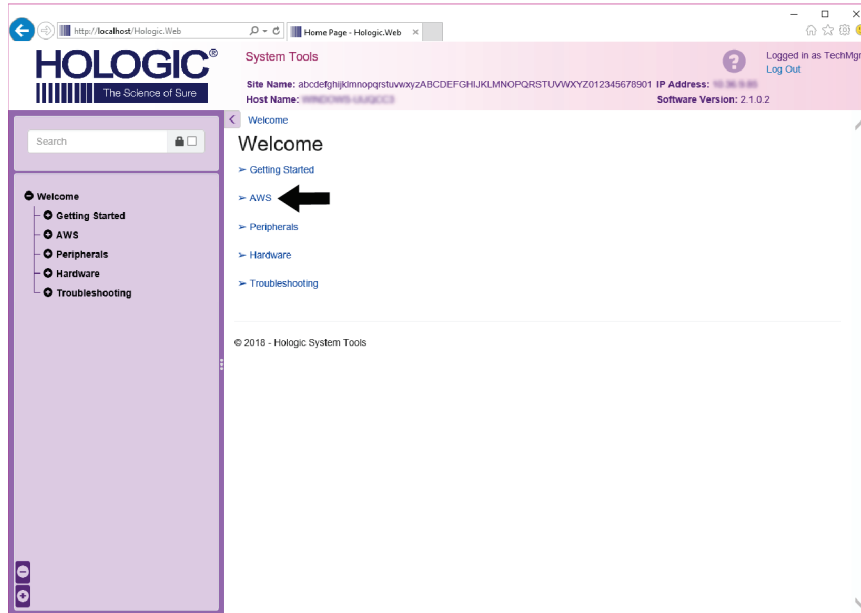 http://localhost/Hologic.Web
Home Page - Hologic.Web
HOLOGIC®
The Science of Sure
System Tools
Logged in as TechMgr
Log Out
Site Name: abcdefghijklmnopqrstuvwxyzABCDEFGHIJKLMNOPQRSTUVWXYZ012345678901 IP Address:
Host Name:
Software Version: 2.1.0.2
Search
Welcome
Getting Started
AWS
Peripherals
Hardware
Troubleshooting
Welcome
Welcome
➢ Getting Started
➢ AWS
➢ Peripherals
➢ Hardware
➢ Troubleshooting
© 2018 - Hologic System Tools